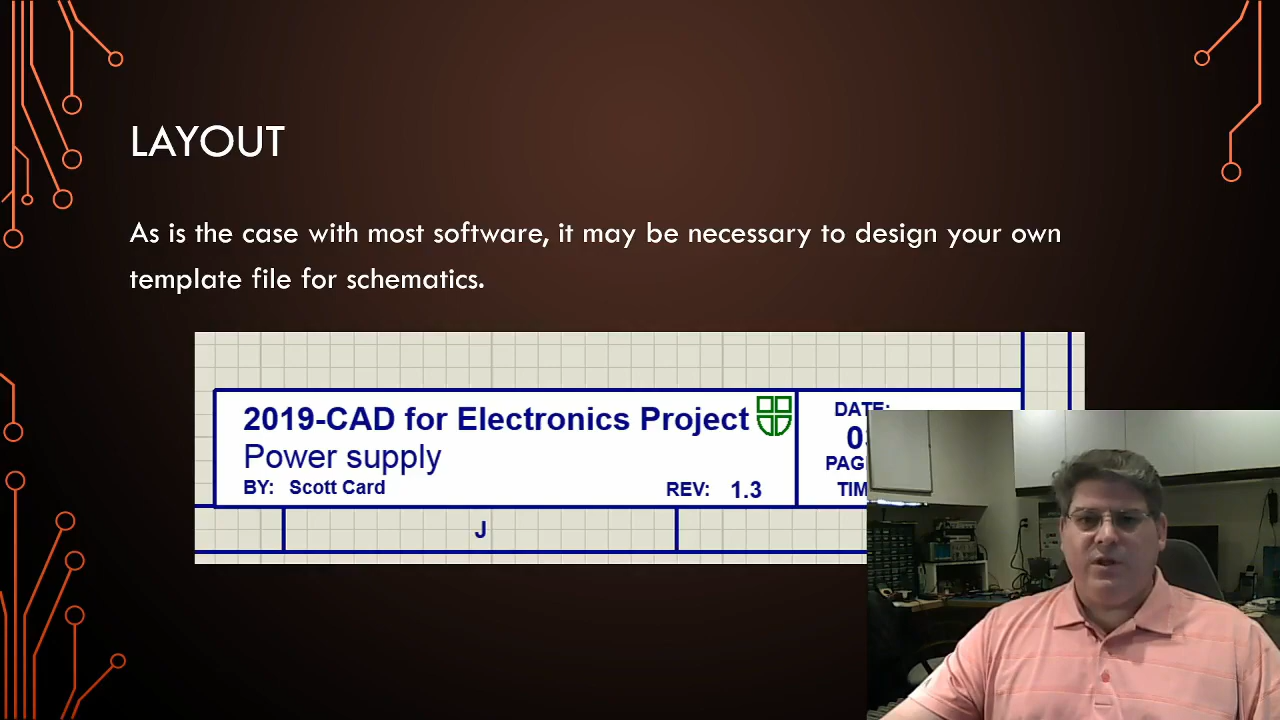 LAYOUT
As is the case with most software, it may be necessary to design your own
template file for schematics.
2019-CAD for Electronics Project
Power supply
BY: Scott Card
REV: 1.3
DATE:
J